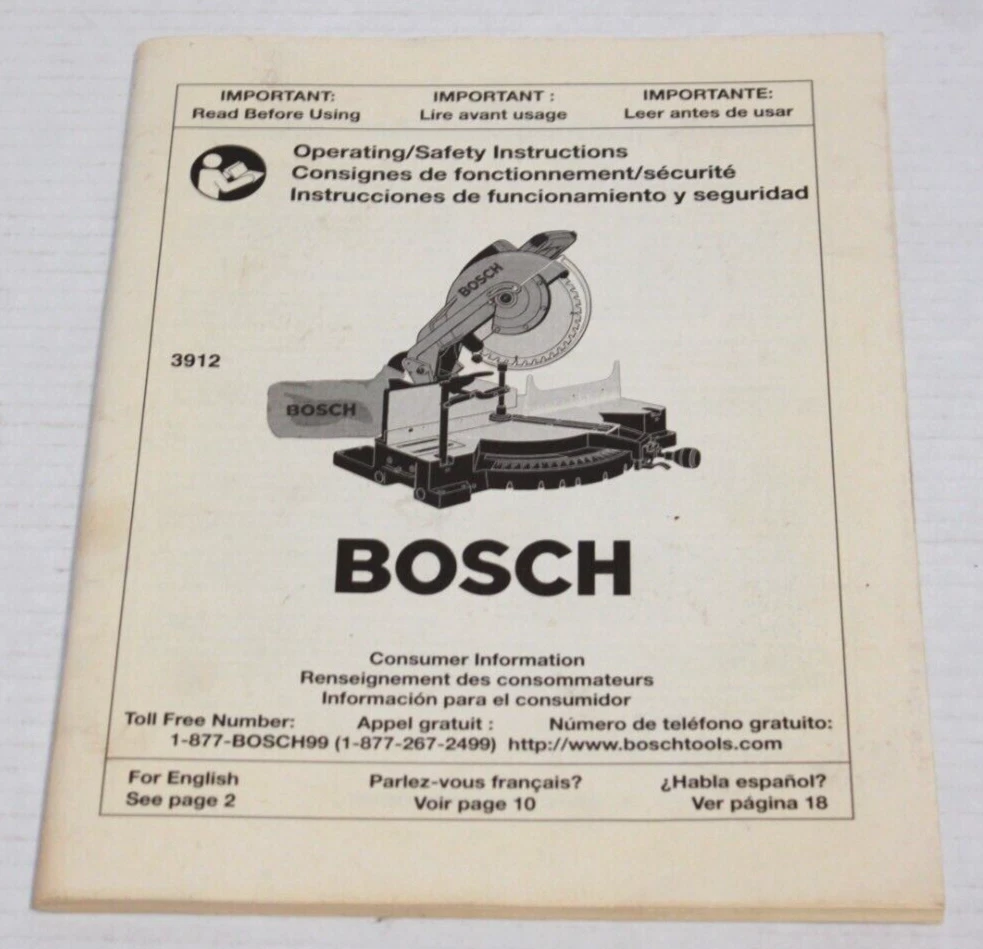 IMPORTANT: IMPORTANT : IMPORTANTE:
Read Before Using Lire avant usage Leer antes de usar
Operating/Safety Instructions
Consignes de fonctionnement/sécurité
Instrucciones de funcionamiento y seguridad
BOSCH
3912
BOSCH
BOSCH
Consumer Information
Renseignement des consommateurs
Información para el consumidor
Toll Free Number: Appel gratuit : Número de teléfono gratuito:
1-877-BOSCH99 (1-877-267-2499) http://www.boschtools.com
For English Parlez-vous français? ¿Habla español?
See page 2 Voir page 10 Ver página 18